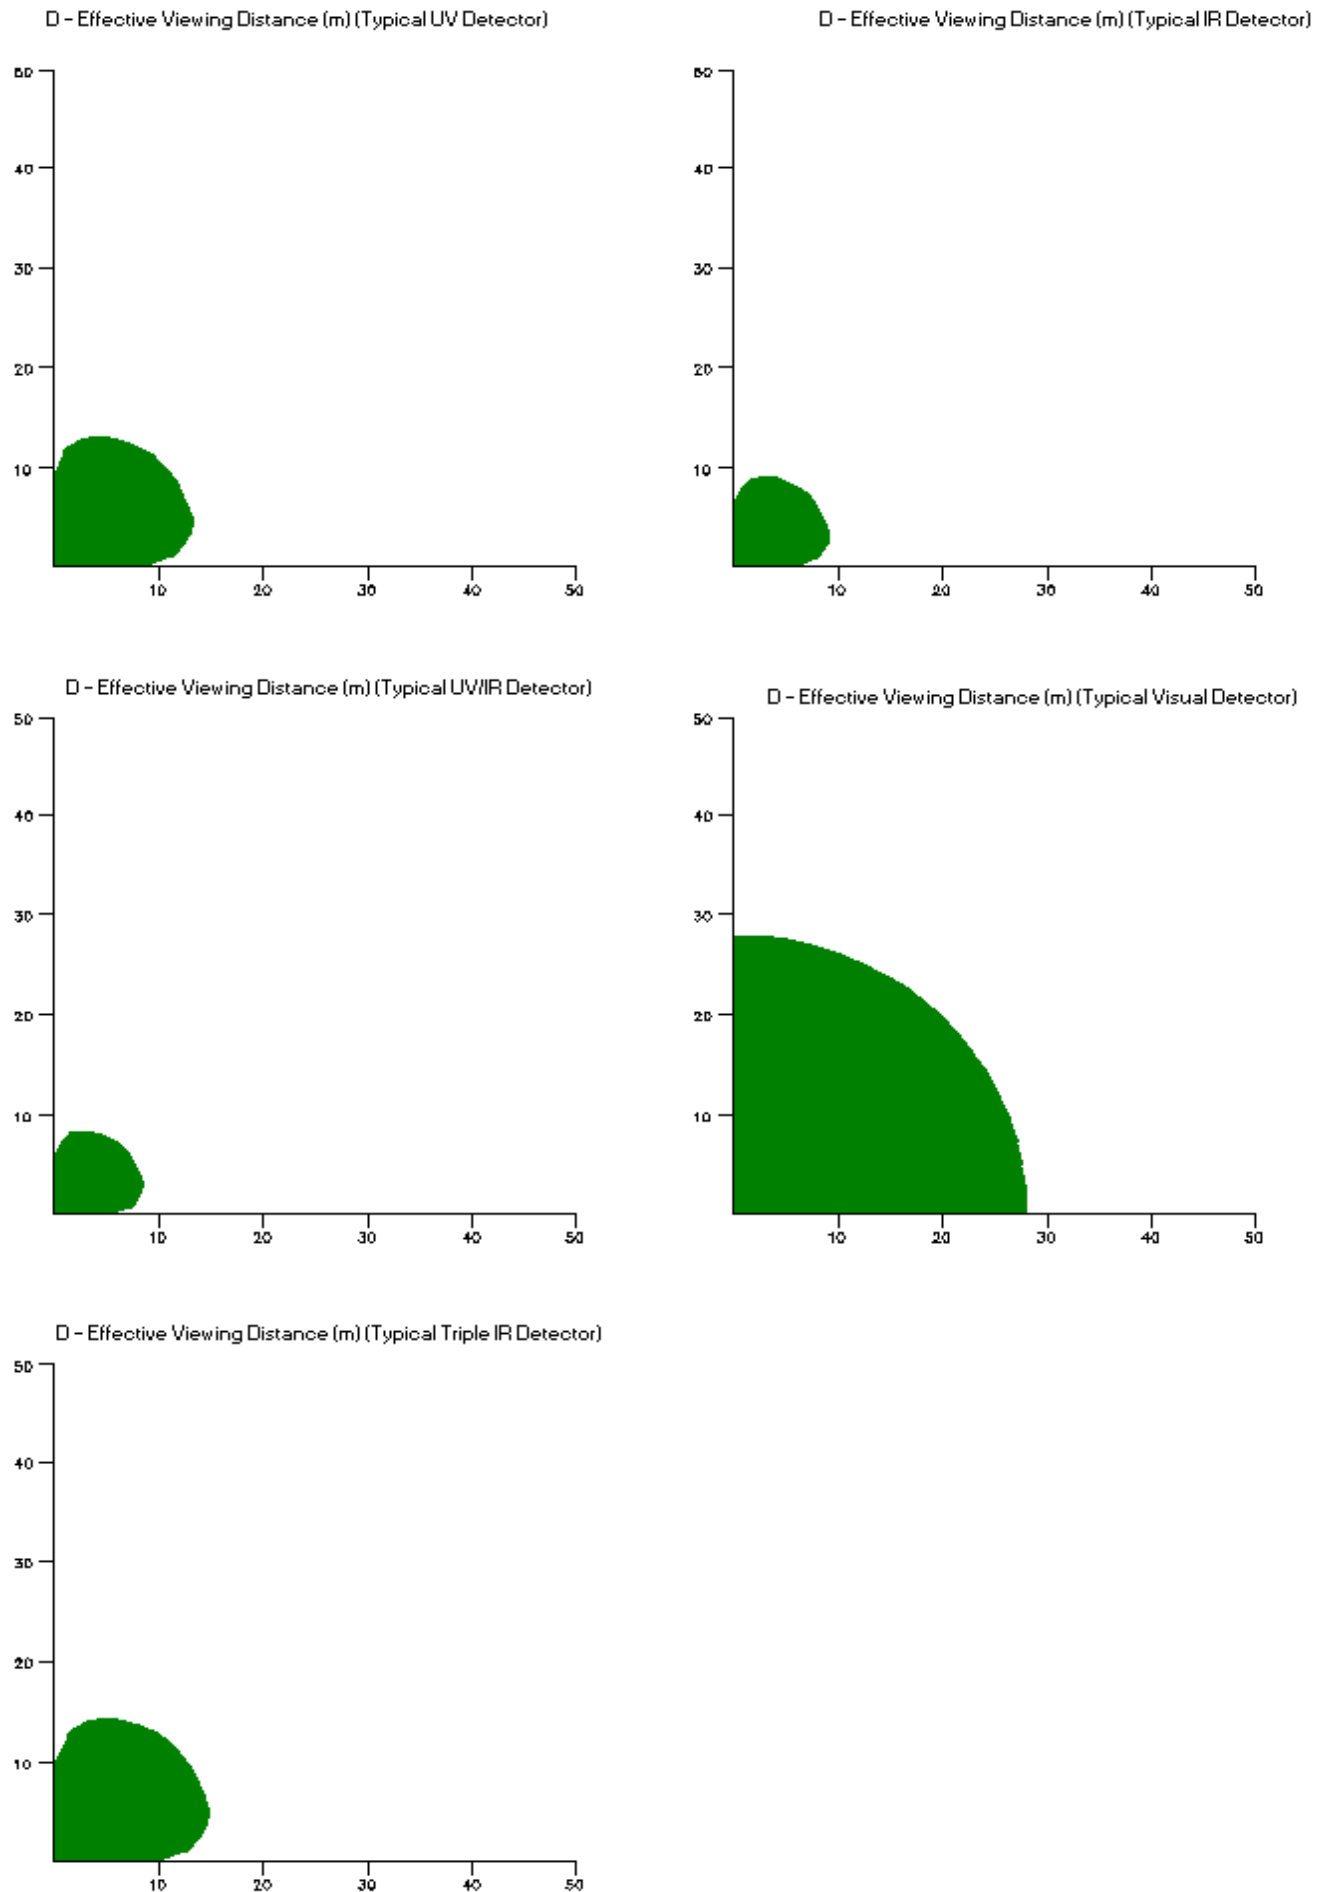 D - Effective Viewing Distance (m) (Typical UV Detector)
50
40
30
20
10
10 20 30 40 50
D - Effective Viewing Distance (m) (Typical IR Detector)
50
40
30
20
10
10 20 30 40 50
D - Effective Viewing Distance (m) (Typical UV/IR Detector)
50
40
30
20
10
10 20 30 40 50
D - Effective Viewing Distance (m) (Typical Visual Detector)
50
40
30
20
10
10 20 30 40 50
D - Effective Viewing Distance (m) (Typical Triple IR Detector)
50
40
30
20
10
10 20 30 40 50